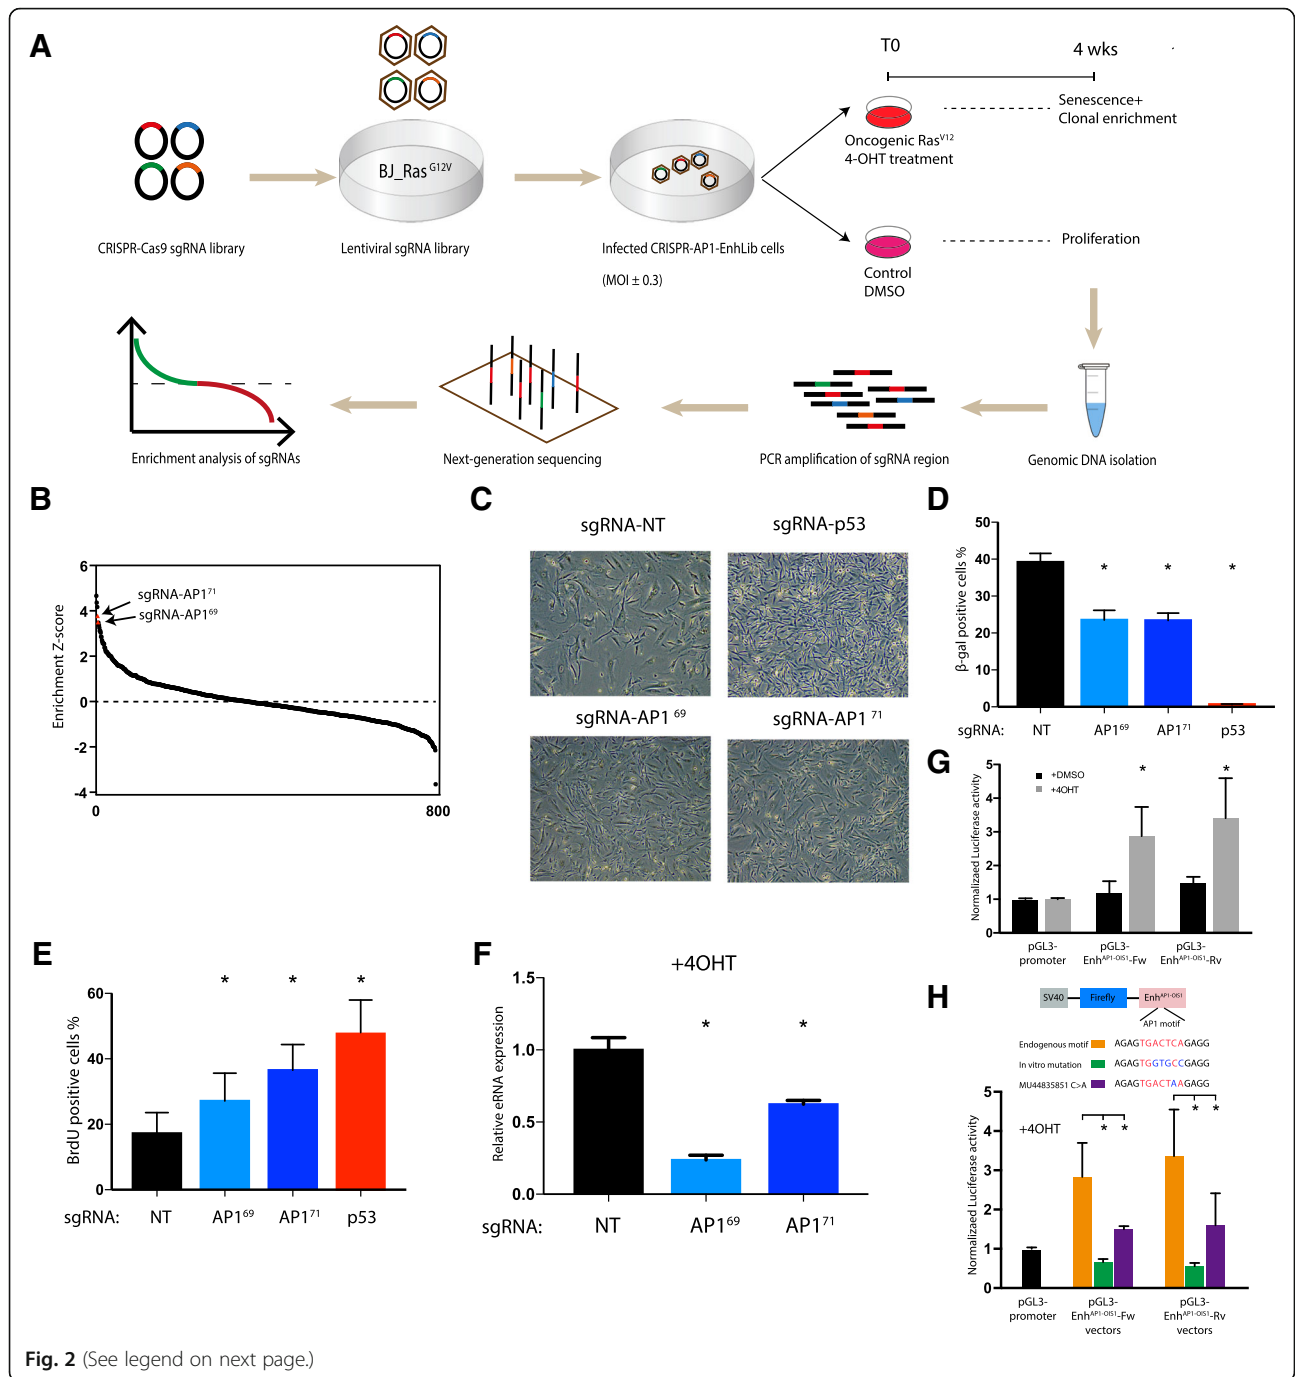 A
T0
4 wks
Senescence+
Clonal enrichment
Oncogenic RasV12
4-OHT treatment
BJ_Ras G12V
CRISPR-Cas9 sgRNA library
Lentiviral sgRNA library
Infected CRISPR-AP1-EnhLib cells
(MOI ± 0.3)
Proliferation
Control
DMSO
Enrichment analysis of sgRNAs
Next-generation sequencing
PCR amplification of sgRNA region
Genomic DNA isolation
B
Enrichment Z-score
6
4
2
0
-2
-4
0
800
sgRNA-AP1 71
sgRNA-AP1 69
C
sgRNA-NT
sgRNA-p53
sgRNA-AP1 69
sgRNA-AP1 71
D
β-gal positive cells %
50
40
30
20
10
0
* * *
sgRNA: NT AP1 69 AP1 71 p53
G
Normalizaed Luciferase activity
5
4
3
2
1
0
+DMSO
+4OHT
* *
pGL3-
promoter
pGL3-
Enh AP1-OIS1-Fw
pGL3-
Enh AP1-OIS1-Rv
E
BrdU positive cells %
60
40
20
0
* * *
sgRNA: NT AP1 69 AP1 71 p53
F
+4OHT
Relative eRNA expression
1.5
1.0
0.5
0.0
* *
sgRNA: NT AP1 69 AP1 71
H
SV40 Firefly Enh AP1-OIS1
AP1 motif
Endogenous motif AGAGTGACTCAGAGG
In vitro mutation AGAGTGGTGCCGAGG
MU44835851 C>A AGAGTGACTAAGAGG
+4OHT
Normalizaed Luciferase activity
5
4
3
2
1
0
* * * *
pGL3-
promoter
pGL3-
Enh AP1-OIS1-Fw
vectors
pGL3-
Enh AP1-OIS1-Rv
vectors
Fig. 2 (See legend on next page.)